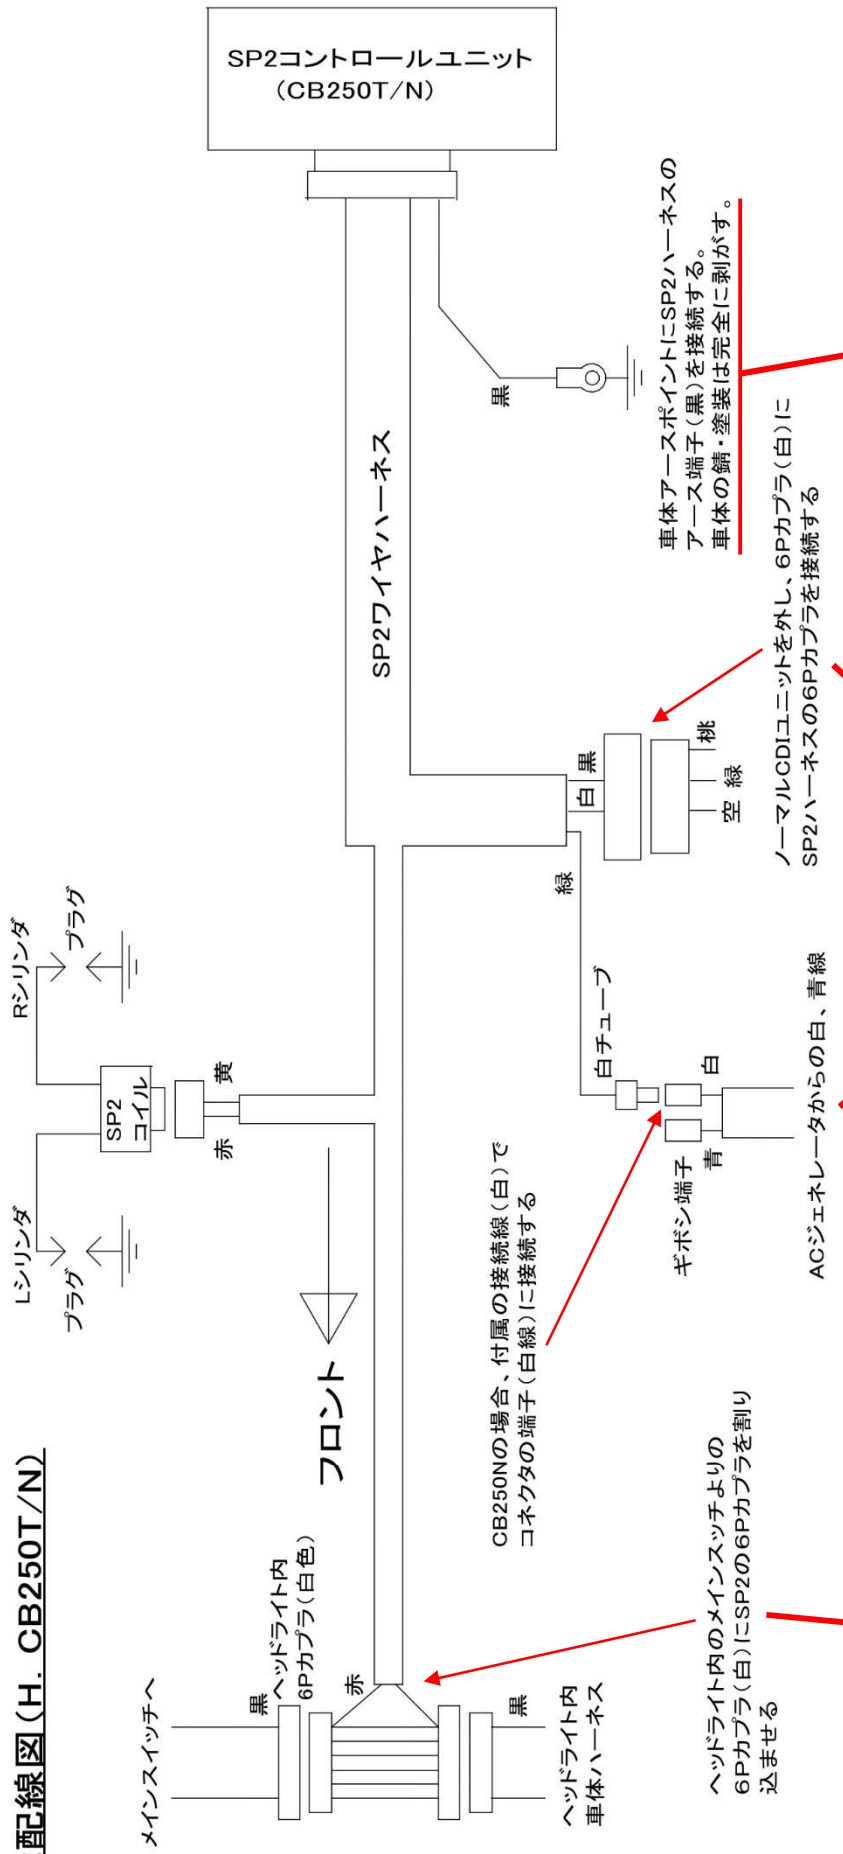 配線図(H. CB250T/N)
SP2コントロールユニット
(CB250T/N)
SP2ワイヤハーネス
黒
車体アースポイントにSP2ハーネスの
アース端子(黒)を接続する。
車体の錆・塗装は完全に剥がす。
Lシリンダ
プラグ
Rシリンダ
プラグ
SP2
コイル
赤
黄
フロント
メインスイッチへ
黒
ヘッドライト内
6Pカプラ(白色)
赤
黒
ヘッドライト内
車体ハーネス
ヘッドライト内のメインスッチよりの
6Pカプラ(白)にSP2の6Pカプラを割り
込ませる
CB250Nの場合、付属の接続線(白)で
コネクタの端子(白線)に接続する
緑
白チューブ
ギボシ端子
青
白
ACジェネレータからの白、青線
白
黒
空
緑
桃
ノーマルCDIユニットを外し、6Pカプラ(白)に
SP2ハーネスの6Pカプラを接続する